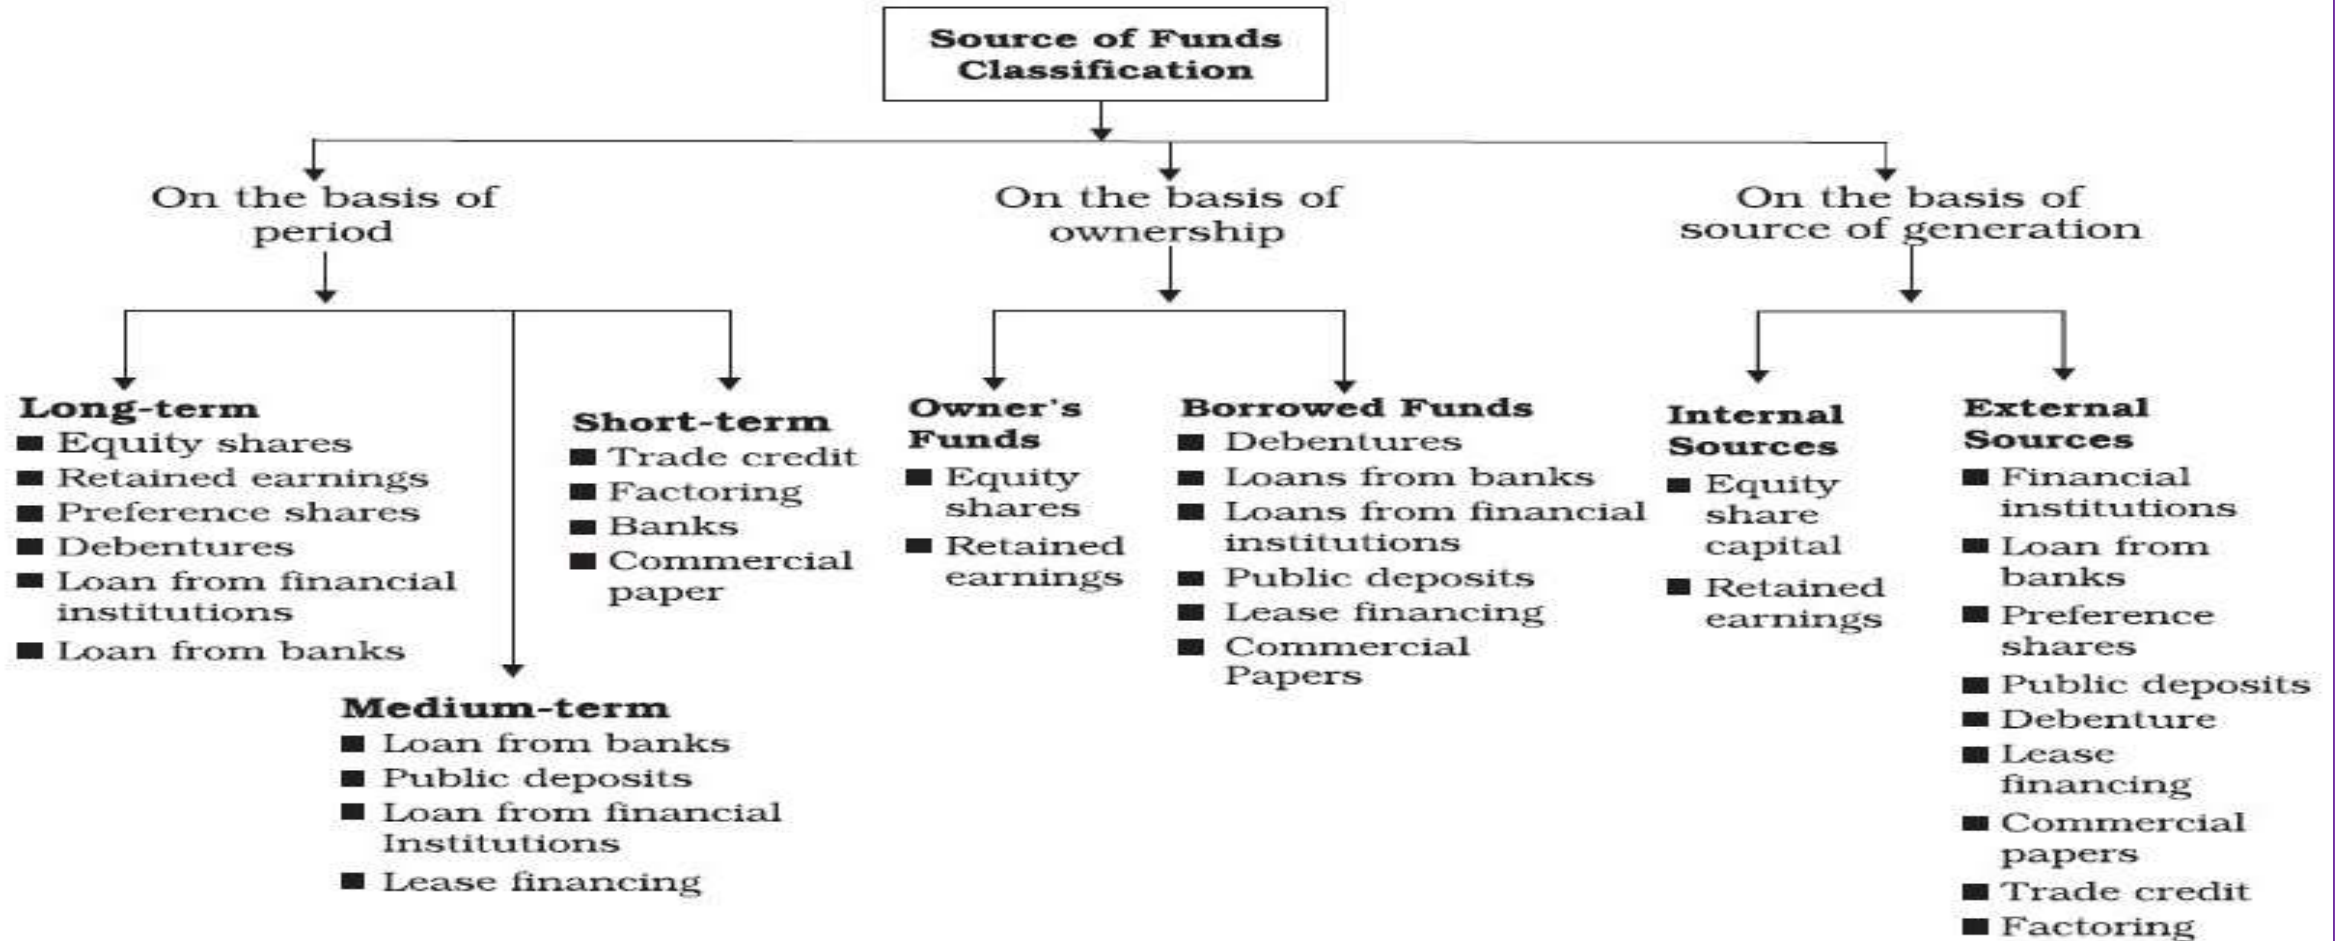 Source of Funds
Classification
On the basis of
period
On the basis of
ownership
On the basis of
source of generation
Long-term
■ Equity shares
■ Retained earnings
■ Preference shares
■ Debentures
■ Loan from financial
institutions
■ Loan from banks
Medium-term
■ Loan from banks
■ Public deposits
■ Loan from financial
Institutions
■ Lease financing
Short-term
■ Trade credit
■ Factoring
■ Banks
■ Commercial
paper
Owner's
Funds
■ Equity
shares
■ Retained
earnings
Borrowed Funds
■ Debentures
■ Loans from banks
■ Loans from financial
institutions
■ Public deposits
■ Lease financing
■ Commercial
Papers
Internal
Sources
■ Equity
share
capital
■ Retained
earnings
External
Sources
■ Financial
institutions
■ Loan from
banks
■ Preference
shares
■ Public deposits
■ Debenture
■ Lease
financing
■ Commercial
papers
■ Trade credit
■ Factoring